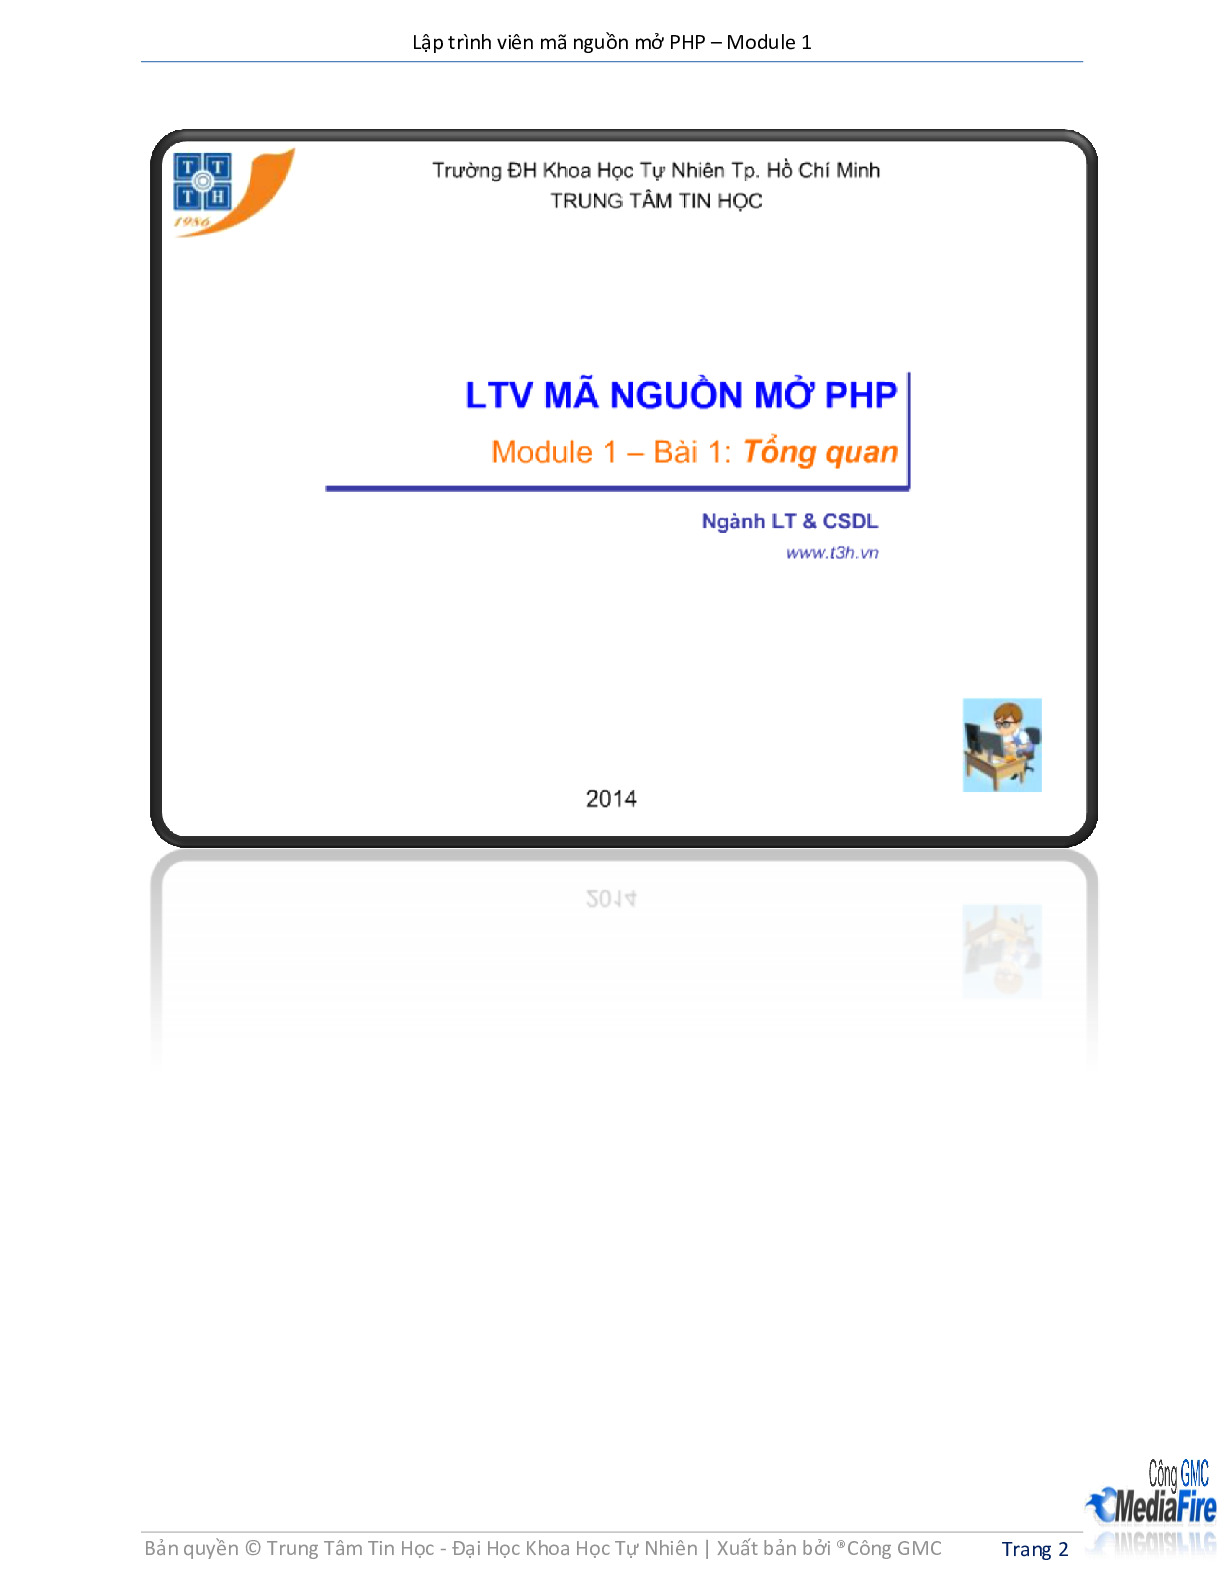 Lập trình viên mã nguồn mở PHP – Module 1
T T
T H
1986
Trường ĐH Khoa Học Tự Nhiên Tp. Hồ Chí Minh
TRUNG TÂM TIN HỌC
LTV MÃ NGUỒN MỞ PHP
Module 1 – Bài 1: Tổng quan
Ngành LT & CSDL
www.t3h.vn
2014
Công GMC
MediaFire
Bản quyền © Trung Tâm Tin Học - Đại Học Khoa Học Tự Nhiên | Xuất bản bởi ®Công GMC
Trang 2